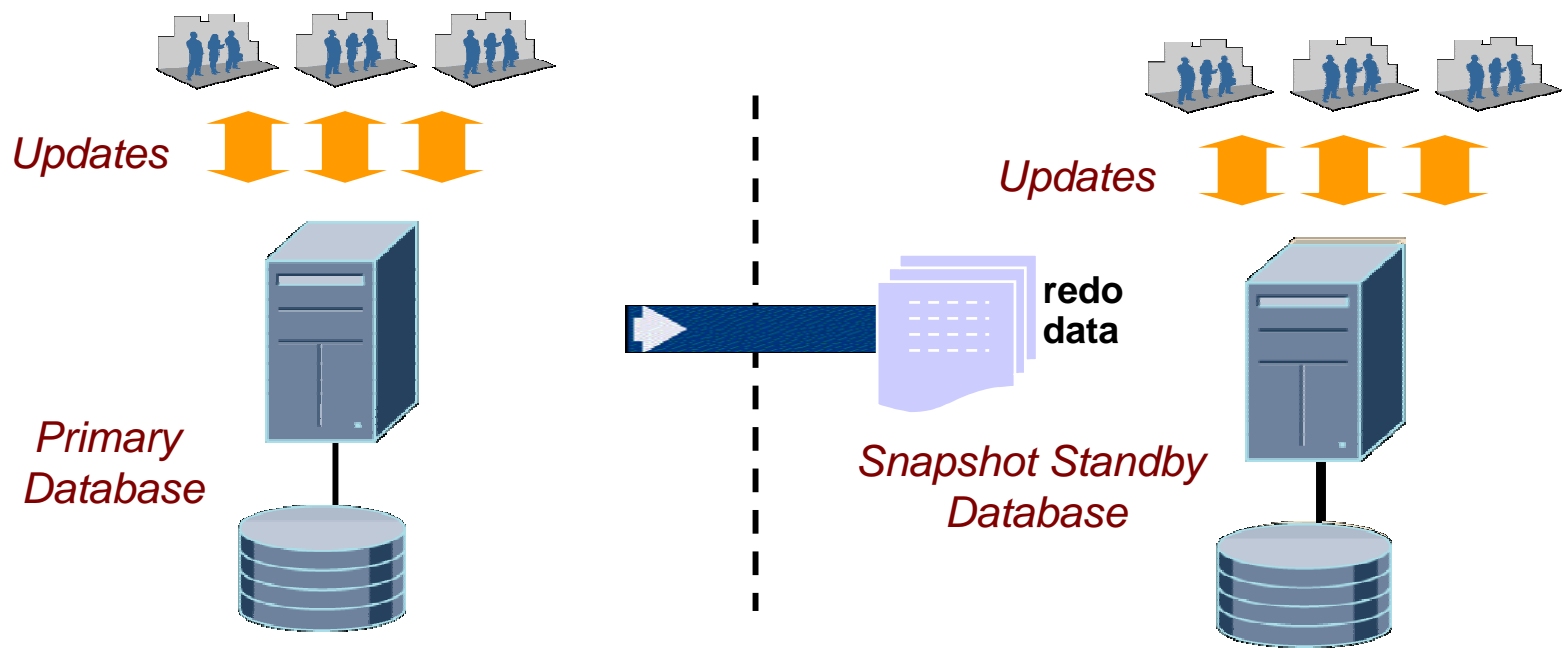 Updates
Updates
redo
data
Primary
Database
Snapshot Standby
Database